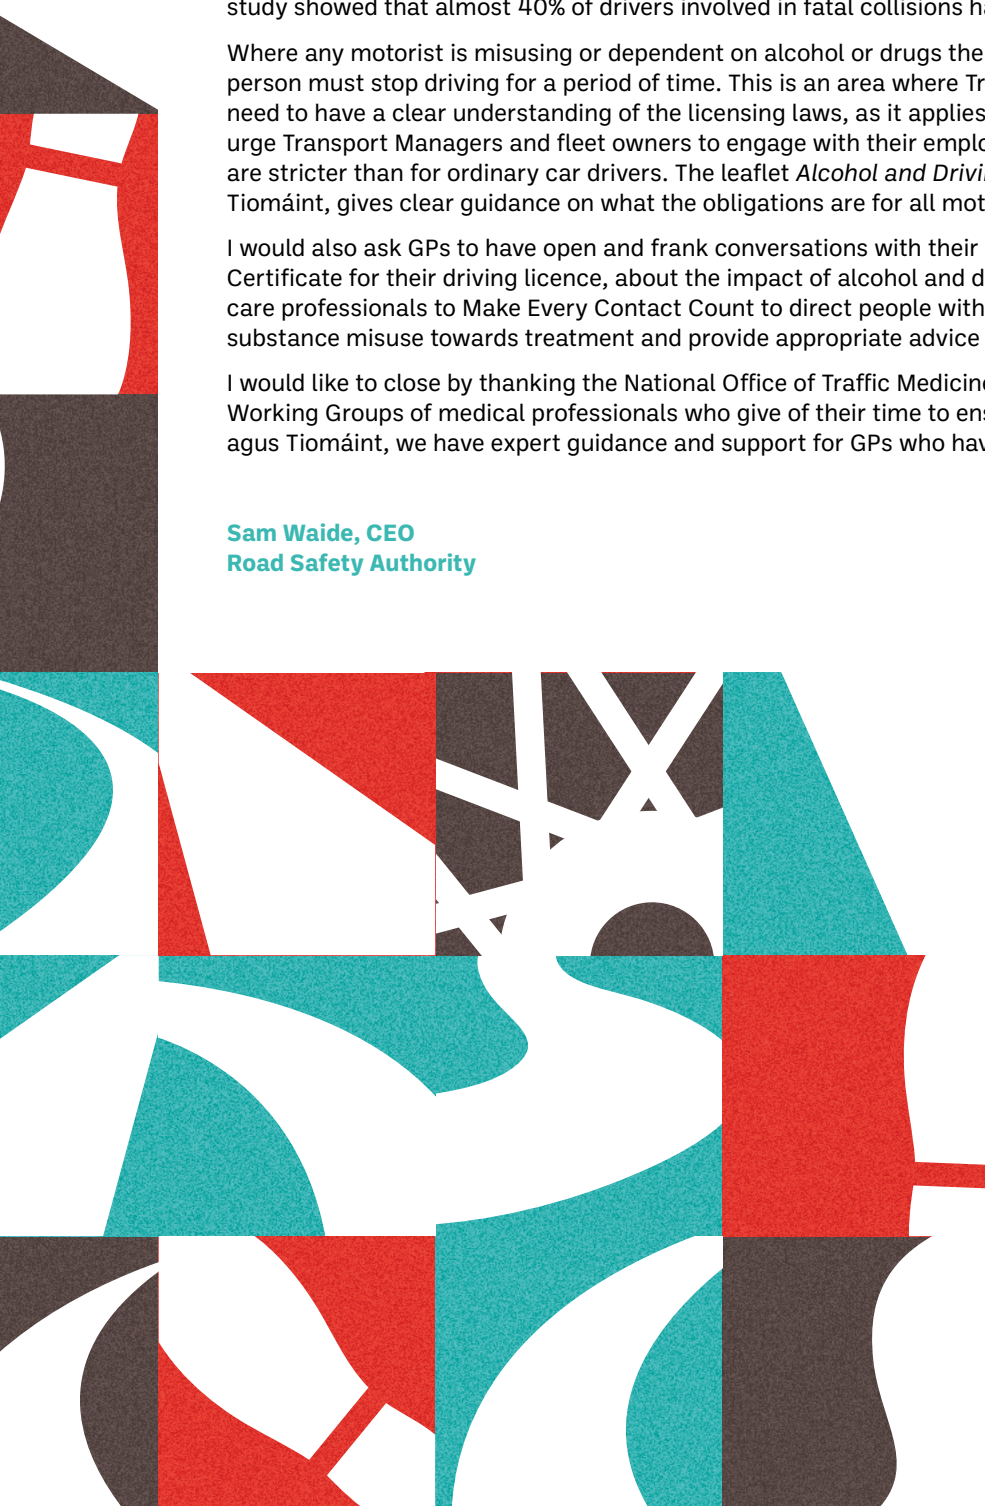 study showed that almost 40% of drivers involved in fatal collisions
Where any motorist is misusing or dependent on alcohol or drugs the
person must stop driving for a period of time. This is an area where
need to have a clear understanding of the licensing laws, as it applies
urge Transport Managers and fleet owners to engage with their
are stricter than for ordinary car drivers. The leaflet Alcohol and
Tiomáint, gives clear guidance on what the obligations are for all
I would also ask GPs to have open and frank conversations with their
Certificate for their driving licence, about the impact of alcohol and
care professionals to Make Every Contact Count to direct people with
substance misuse towards treatment and provide appropriate advice
I would like to close by thanking the National Office of Traffic
Working Groups of medical professionals who give of their time to
agus Tiomáint, we have expert guidance and support for GPs who
Sam Waide, CEO
Road Safety Authority